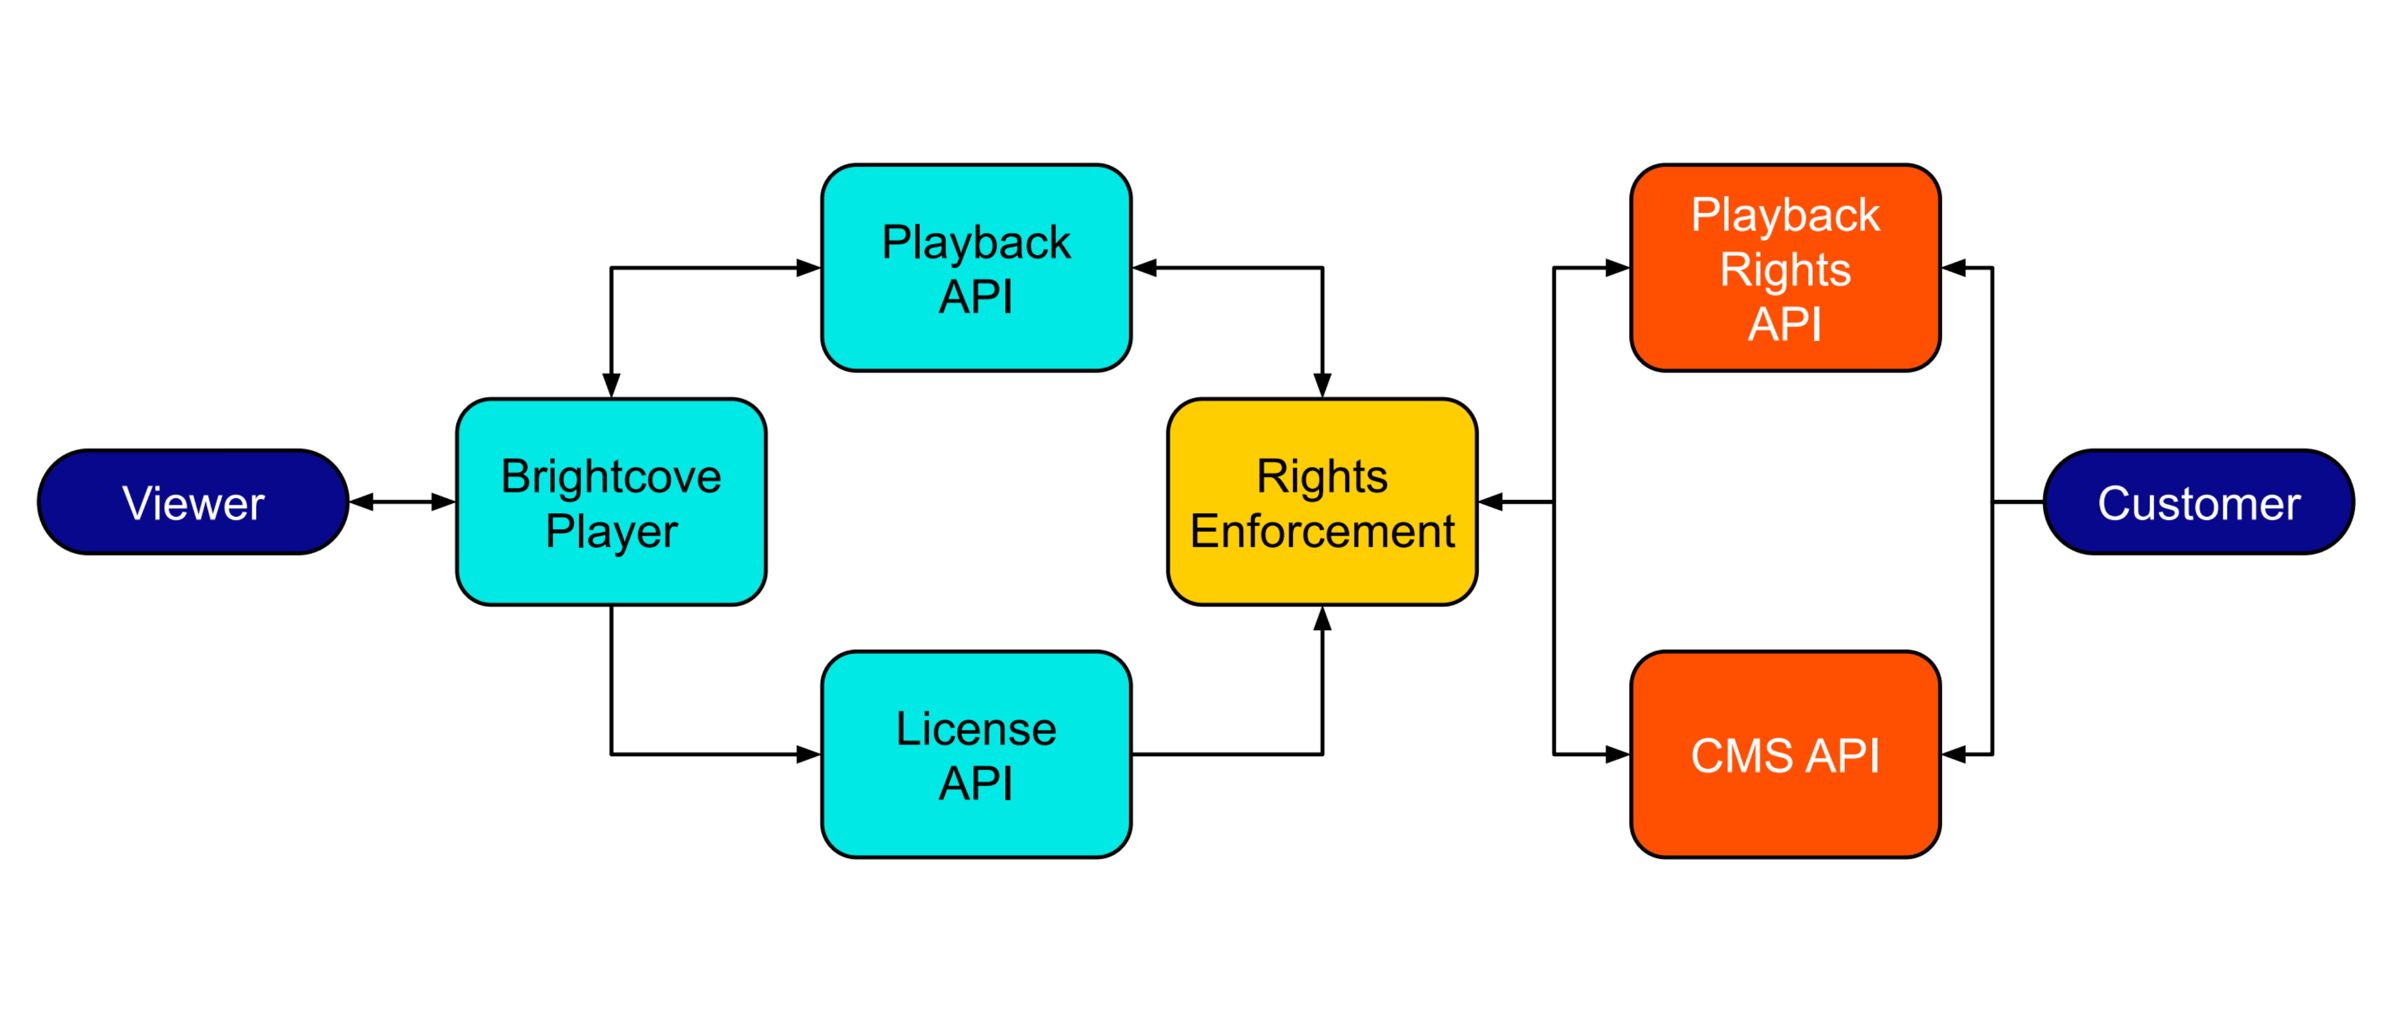 Viewer
Brightcove
Player
Playback
API
License
API
Rights
Enforcement
Playback
Rights
API
CMS API
Customer